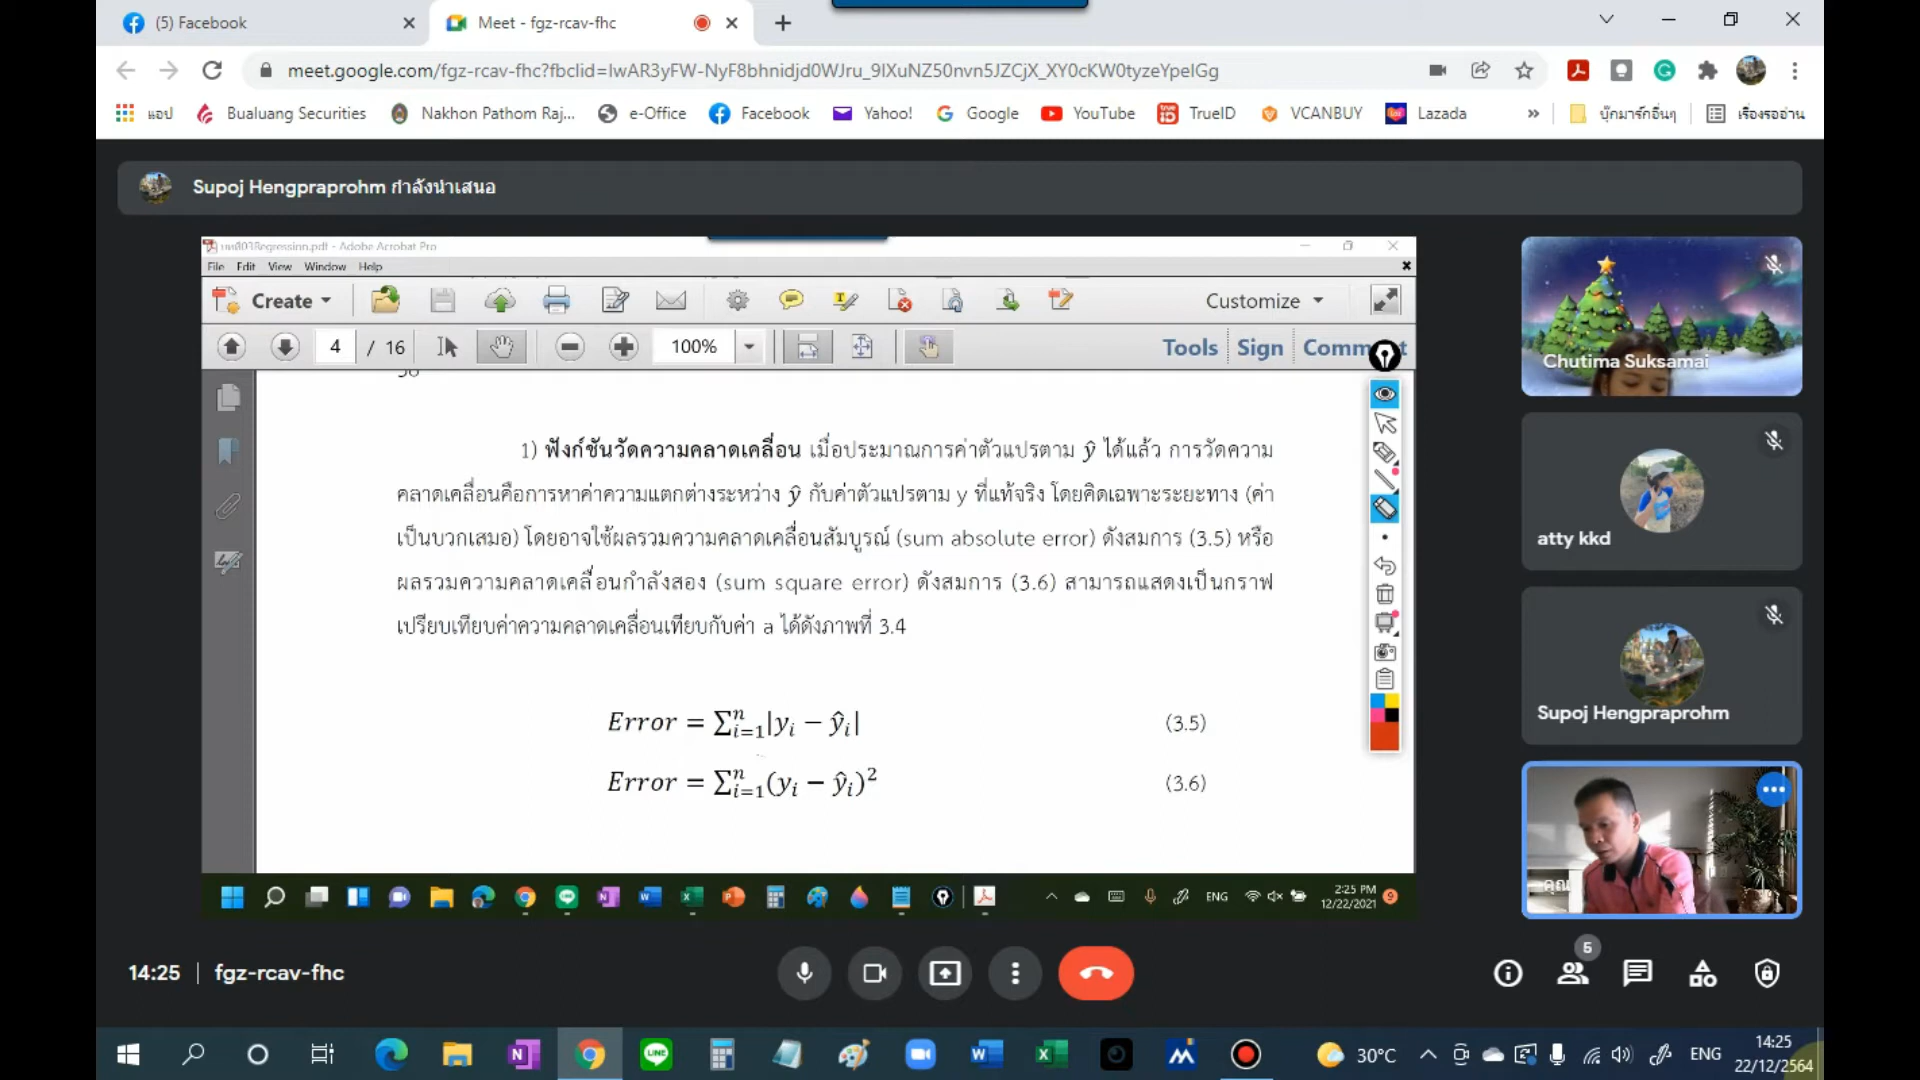 (5) Facebook
Meet - fgz-rcav-fhc
meet.google.com/fgz-rcav-fhc?fbclid=IwAR3yFW-NyF8bhnidjd0WJru_9IXuNZ50nvn5JZCjX_XY0cKW0tyzeYpeIGg
แอป Bualuang Securities Nakhon Pathom Raj... e-Office Facebook Yahoo! Google YouTube TrueID VCANBUY Lazada » บุ๊กมาร์กอื่นๆ เรื่องรออ่าน
Supoj Hengpraprohm กำลังนำเสนอ
บทที่03Regression.pdf - Adobe Acrobat Pro
File Edit View Window Help
Create Customize
4 / 16 100% Tools Sign Comm t
1) ฟังก์ชันวัดความคลาดเคลื่อน เมื่อประมาณการค่าตัวแปรตาม ŷ ได้แล้ว การวัดความ
คลาดเคลื่อนคือการหาค่าความแตกต่างระหว่าง ŷ กับค่าตัวแปรตาม y ที่แท้จริง โดยคิดเฉพาะระยะทาง (ค่า
เป็นบวกเสมอ) โดยอาจใช้ผลรวมความคลาดเคลื่อนสัมบูรณ์ (sum absolute error) ดังสมการ (3.5) หรือ
ผลรวมความคลาดเคลื่อนกำลังสอง (sum square error) ดังสมการ (3.6) สามารถแสดงเป็นกราฟ
เปรียบเทียบค่าความคลาดเคลื่อนเทียบกับค่า a ได้ดังภาพที่ 3.4
Error = ∑ⁿᵢ₌₁|yᵢ − ŷᵢ| (3.5)
Error = ∑ⁿᵢ₌₁(yᵢ − ŷᵢ)² (3.6)
Chutima Suksamai
atty kkd
Supoj Hengpraprohm
คุณ
ENG 2:25 PM
12/22/2021 9
14:25 | fgz-rcav-fhc
5
30°C ENG 14:25
22/12/2564